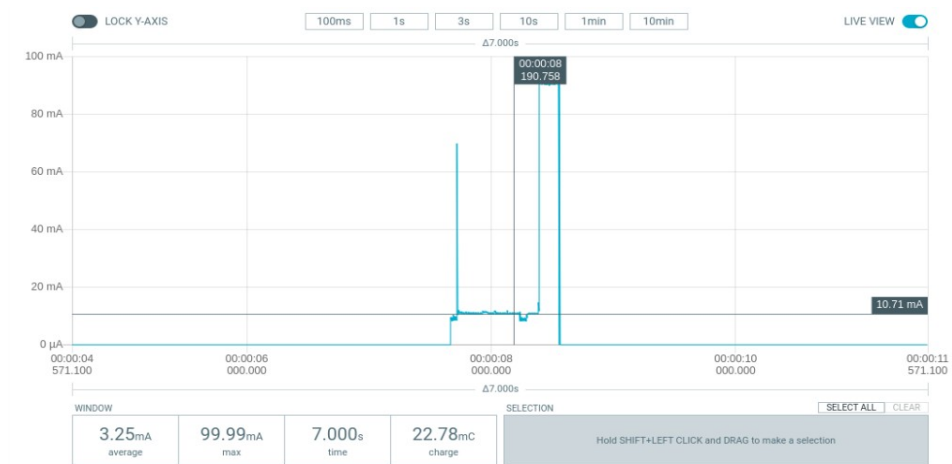 LOCK Y-AXIS
100ms
1s
3s
10s
1min
10min
LIVE VIEW
Δ7.000s
00:00:08
190.758
100 mA
80 mA
60 mA
40 mA
20 mA
10.71 mA
0 µA
00:00:04
571.100
00:00:06
000.000
00:00:08
000.000
00:00:10
000.000
00:00:11
571.100
Δ7.000s
WINDOW
3.25mA
average
99.99mA
max
7.000s
time
22.78mC
charge
SELECTION
SELECT ALL
CLEAR
Hold SHIFT+LEFT CLICK and DRAG to make a selection